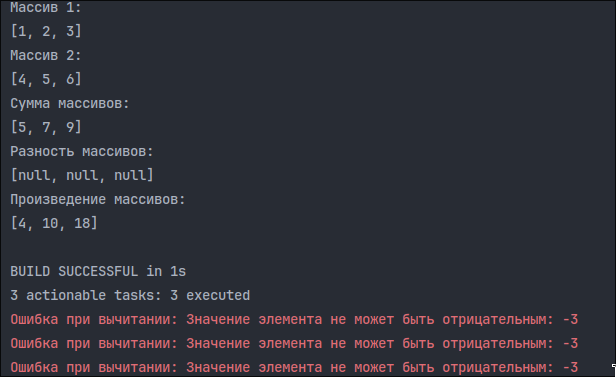 Массив 1:
[1, 2, 3]
Массив 2:
[4, 5, 6]
Сумма массивов:
[5, 7, 9]
Разность массивов:
[null, null, null]
Произведение массивов:
[4, 10, 18]
BUILD SUCCESSFUL in 1s
3 actionable tasks: 3 executed
Ошибка при вычитании: Значение элемента не может быть отрицательным: -3
Ошибка при вычитании: Значение элемента не может быть отрицательным: -3
Ошибка при вычитании: Значение элемента не может быть отрицательным: -3